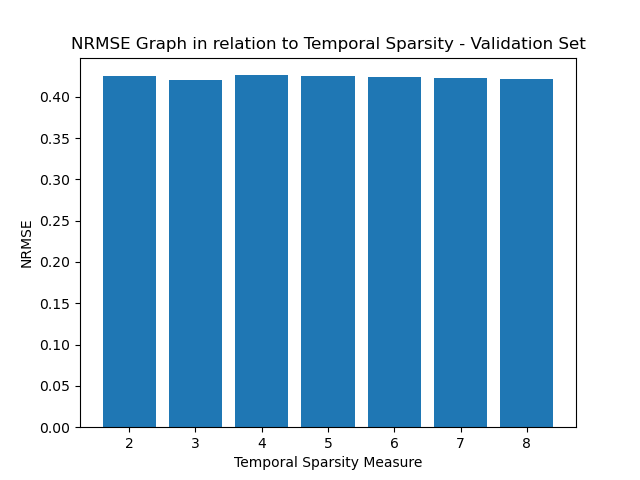 NRMSE Graph in relation to Temporal Sparsity - Validation Set
0.40
0.35
0.30
0.25
0.20
0.15
0.10
0.05
0.00
NRMSE
2 3 4 5 6 7 8
Temporal Sparsity Measure